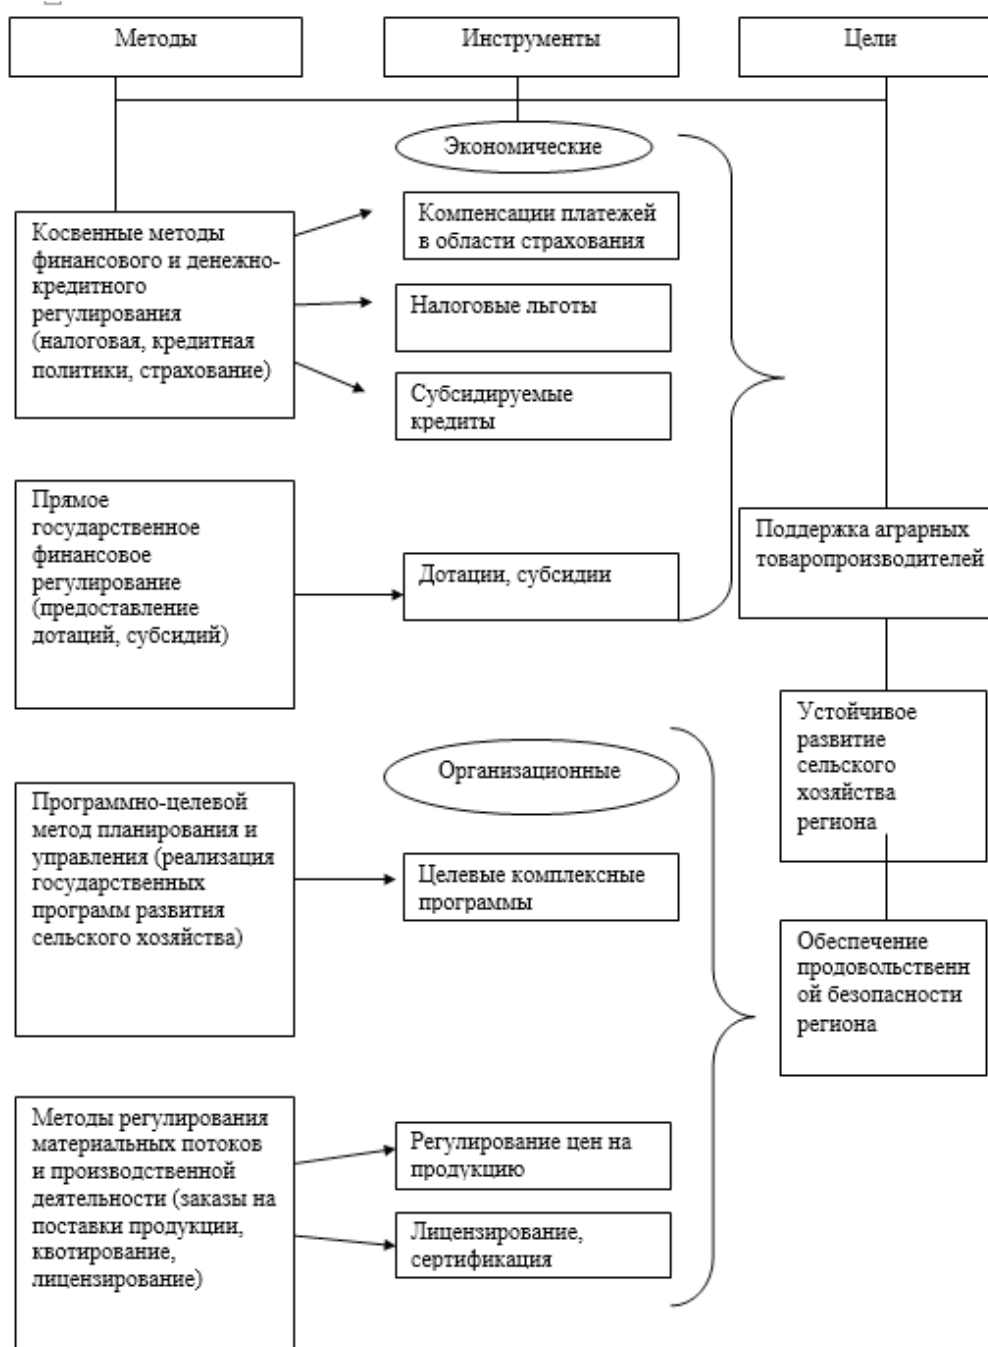 Методы
Инструменты
Цели
Экономические
Косвенные методы
финансового и денежно-
кредитного
регулирования
(налоговая, кредитная
политики, страхование)
Компенсации платежей
в области страхования
Налоговые льготы
Субсидируемые
кредиты
Прямое
государственное
финансовое
регулирование
(предоставление
дотаций, субсидий)
Дотации, субсидии
Поддержка аграрных
товаропроизводителей
Устойчивое
развитие
сельского
хозяйства
региона
Организационные
Программно-целевой
метод планирования и
управления (реализация
государственных
программ развития
сельского хозяйства)
Целевые комплексные
программы
Обеспечение
продовольственн
ой безопасности
региона
Методы регулирования
материальных потоков
и производственной
деятельности (заказы на
поставки продукции,
квотирование,
лицензирование)
Регулирование цен на
продукцию
Лицензирование,
сертификация